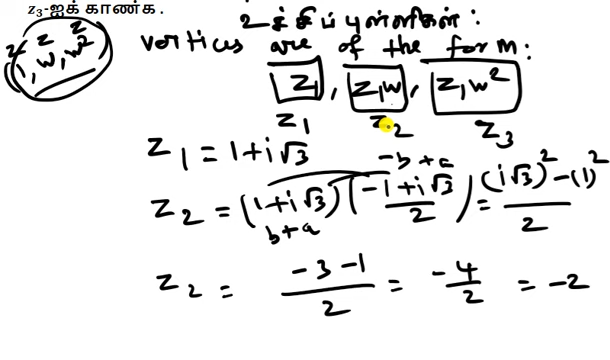 z₃-ஐக் காண்க.
உச்சிப்புள்ளிகள்:
z z z
1, w, w²
vertices are of the form:
z₁, z₁w, z₁w²
z₁ z₂ z₃
z₁ = 1+i√3
-b+a
z₂ = (1+i√3)(-1+i√3/2) = (i√3)² - (1)²/2
b+a
z₂ = -3-1/2 = -4/2 = -2